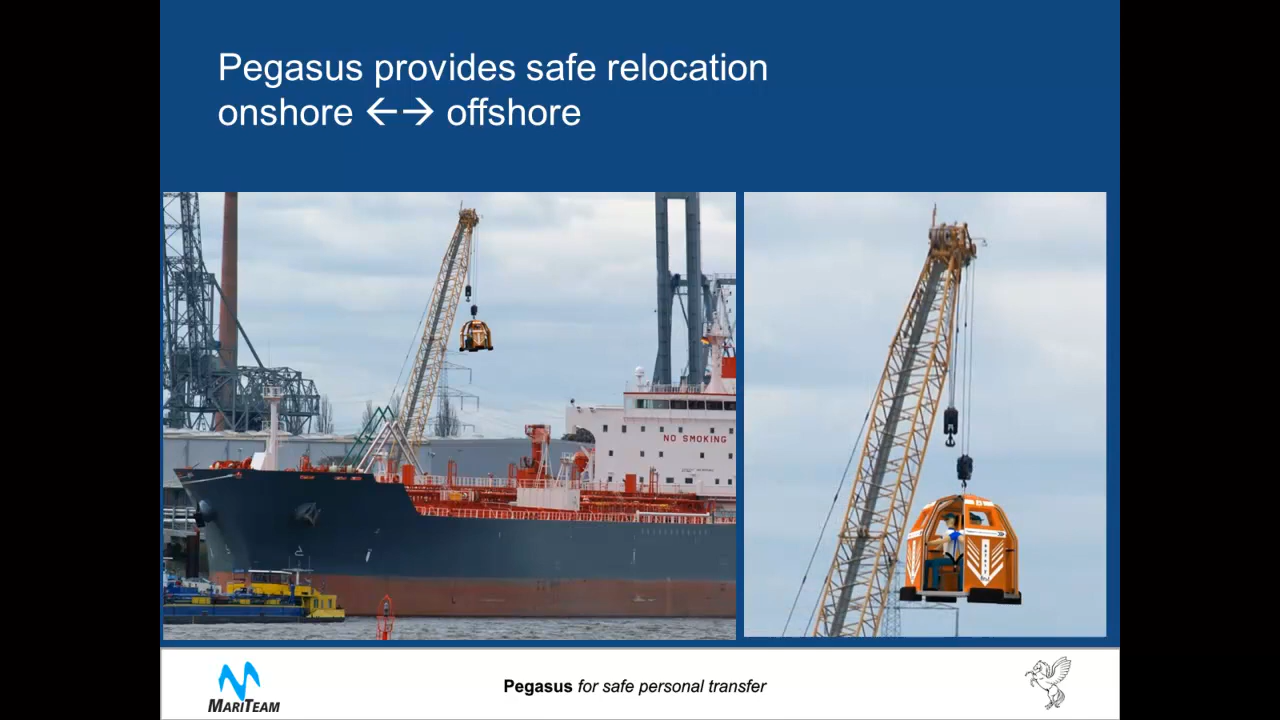 Pegasus provides safe relocation
onshore ←→ offshore
NO SMOKING
Pegasus for safe personal transfer
MARITEAM